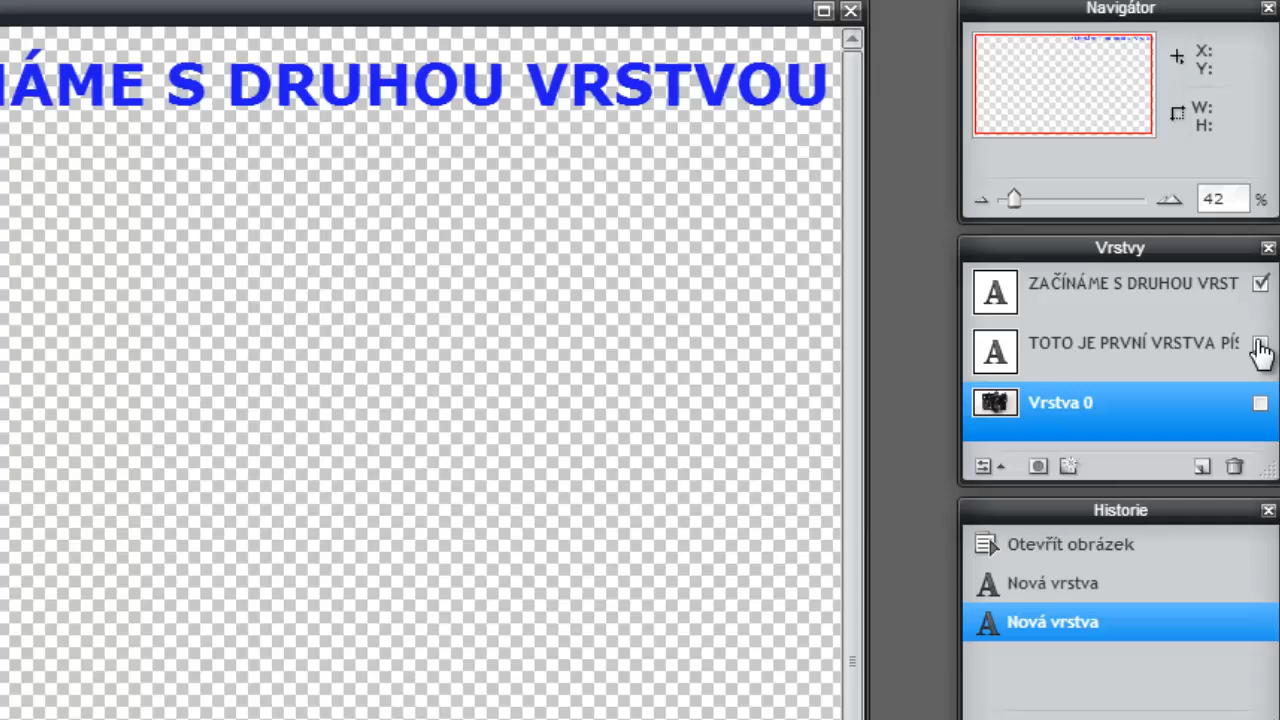 Navigátor
NÁME S DRUHOU VRSTVOU
X:
Y:
W:
H:
42 %
Vrstvy
A ZAČÍNÁME S DRUHOU VRST
A TOTO JE PRVNÍ VRSTVA PÍS
Vrstva 0
Historie
Otevřít obrázek
A Nová vrstva
A Nová vrstva